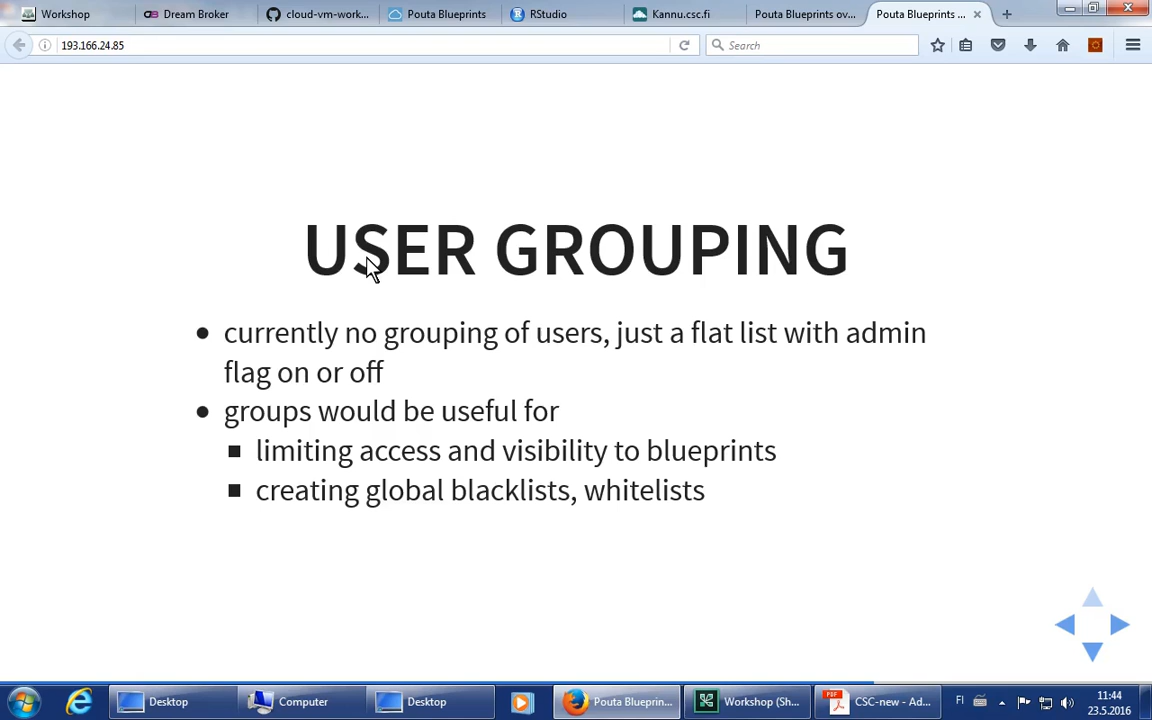 Workshop
Dream Broker
cloud-vm-work...
Pouta Blueprints
RStudio
Kannu.csc.fi
Pouta Blueprints ov...
Pouta Blueprints ...
193.166.24.85
Search
USER GROUPING
currently no grouping of users, just a flat list with admin
flag on or off
groups would be useful for
limiting access and visibility to blueprints
creating global blacklists, whitelists
Desktop
Computer
Desktop
Pouta Blueprin...
Workshop (Sh...
CSC-new - Ad...
FI
11:44
23.5.2016